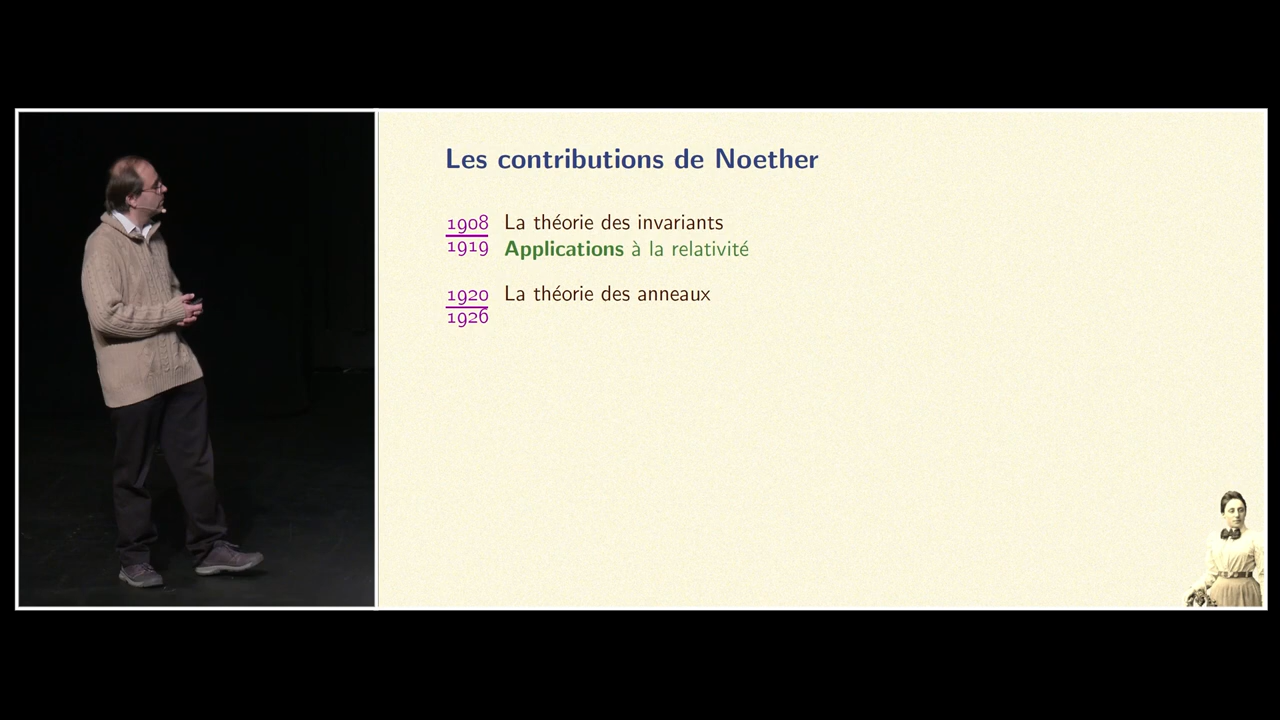 Les contributions de Noether
1908 La théorie des invariants
1919 Applications à la relativité
1920 La théorie des anneaux
1926